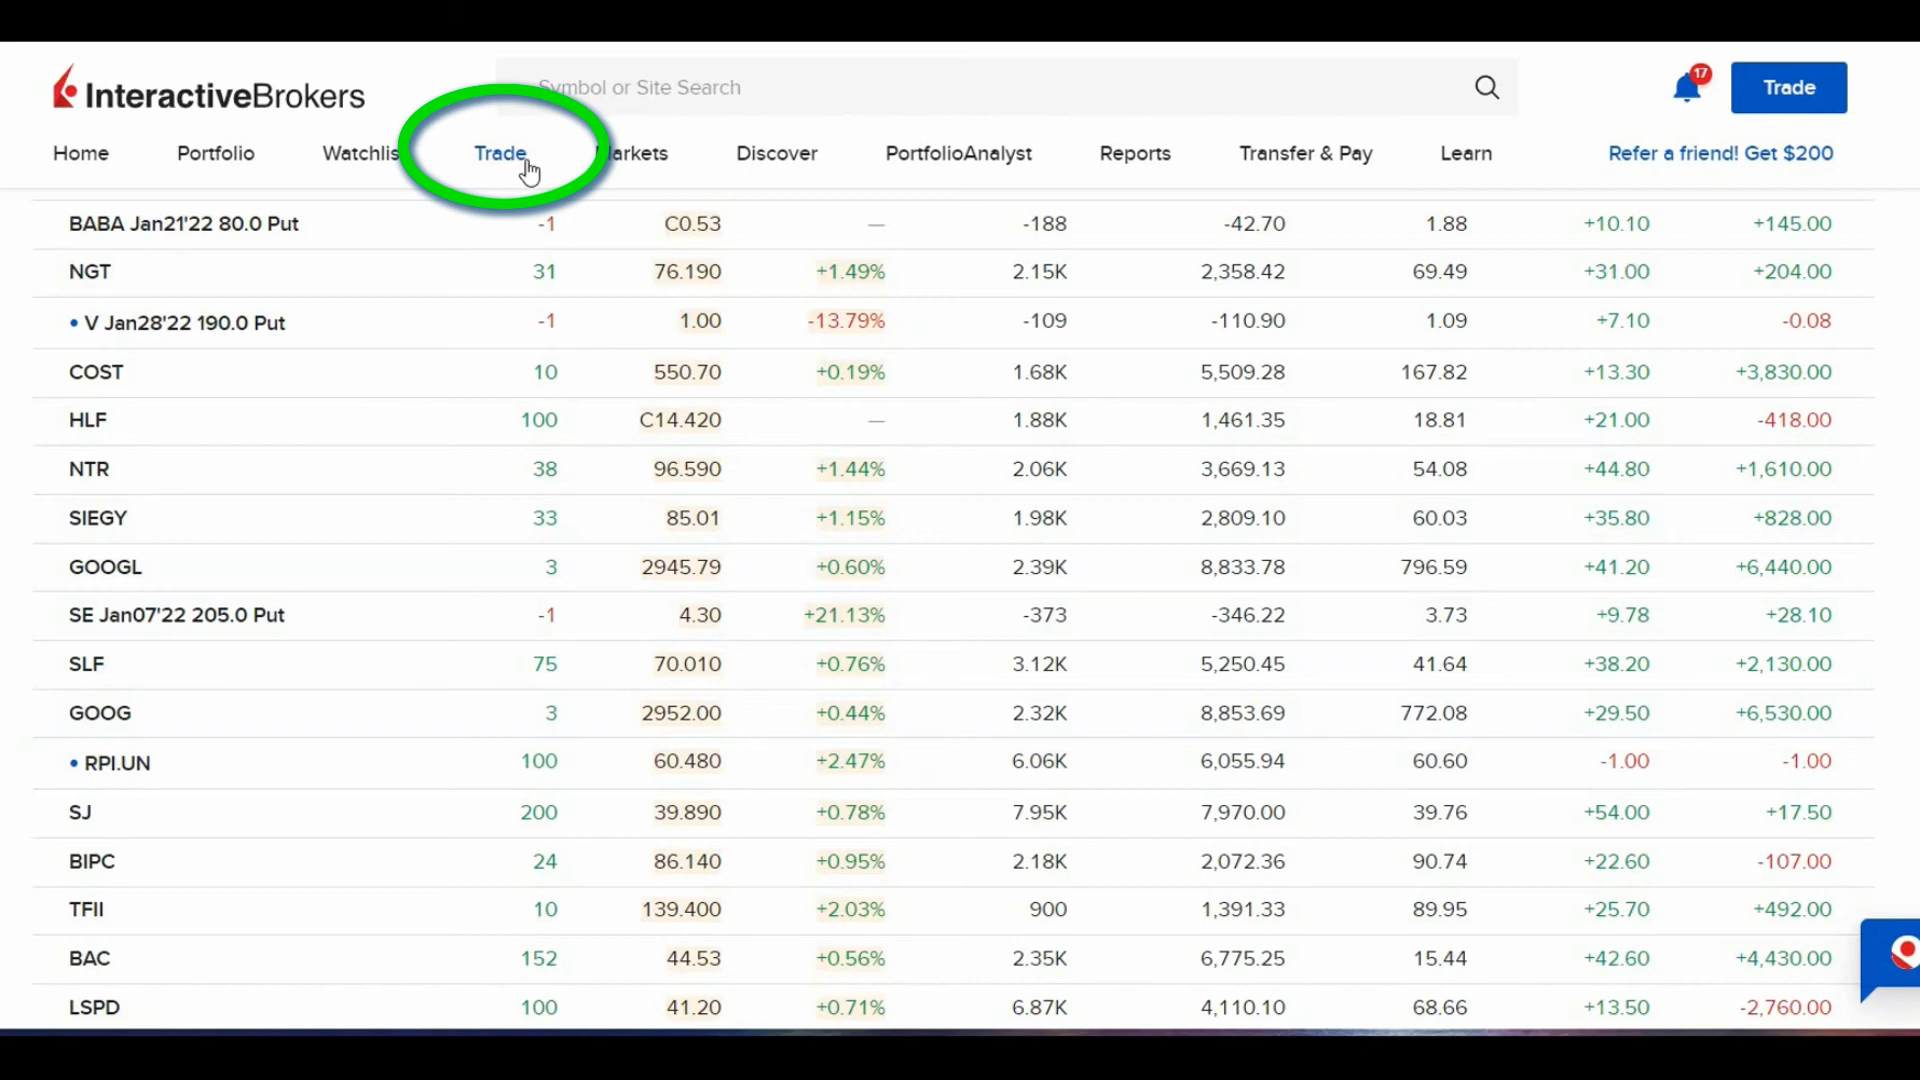 InteractiveBrokers
Symbol or Site Search
17
Trade
Home Portfolio Watchlis Trade arkets Discover PortfolioAnalyst Reports Transfer & Pay Learn Refer a friend! Get $200
BABA Jan21'22 80.0 Put -1 C0.53 — -188 -42.70 1.88 +10.10 +145.00
NGT 31 76.190 +1.49% 2.15K 2,358.42 69.49 +31.00 +204.00
• V Jan28'22 190.0 Put -1 1.00 -13.79% -109 -110.90 1.09 +7.10 -0.08
COST 10 550.70 +0.19% 1.68K 5,509.28 167.82 +13.30 +3,830.00
HLF 100 C14.420 — 1.88K 1,461.35 18.81 +21.00 -418.00
NTR 38 96.590 +1.44% 2.06K 3,669.13 54.08 +44.80 +1,610.00
SIEGY 33 85.01 +1.15% 1.98K 2,809.10 60.03 +35.80 +828.00
GOOGL 3 2945.79 +0.60% 2.39K 8,833.78 796.59 +41.20 +6,440.00
SE Jan07'22 205.0 Put -1 4.30 +21.13% -373 -346.22 3.73 +9.78 +28.10
SLF 75 70.010 +0.76% 3.12K 5,250.45 41.64 +38.20 +2,130.00
GOOG 3 2952.00 +0.44% 2.32K 8,853.69 772.08 +29.50 +6,530.00
• RPI.UN 100 60.480 +2.47% 6.06K 6,055.94 60.60 -1.00 -1.00
SJ 200 39.890 +0.78% 7.95K 7,970.00 39.76 +54.00 +17.50
BIPC 24 86.140 +0.95% 2.18K 2,072.36 90.74 +22.60 -107.00
TFII 10 139.400 +2.03% 900 1,391.33 89.95 +25.70 +492.00
BAC 152 44.53 +0.56% 2.35K 6,775.25 15.44 +42.60 +4,430.00
LSPD 100 41.20 +0.71% 6.87K 4,110.10 68.66 +13.50 -2,760.00